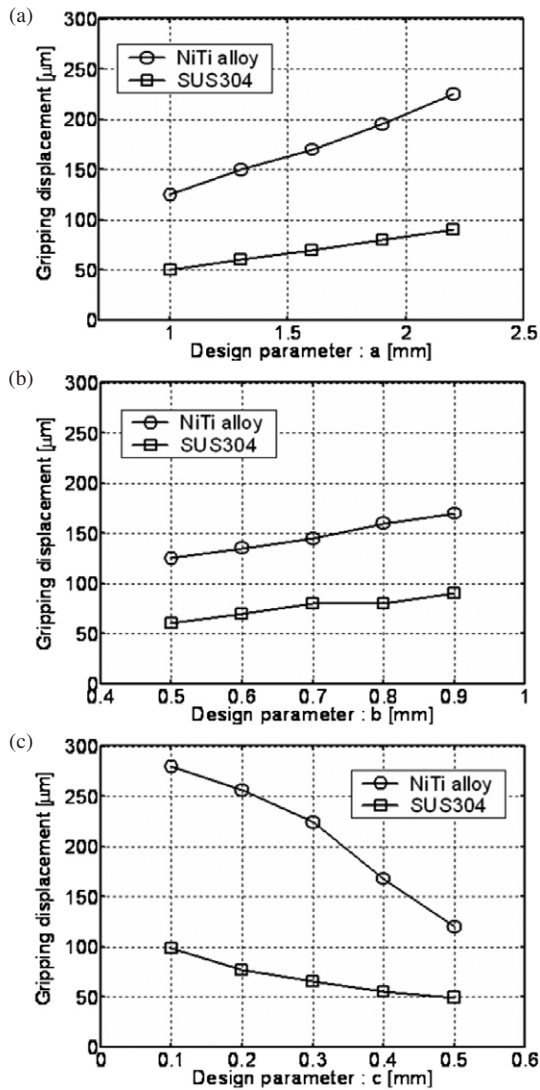 (a)
300
250
200
150
100
50
0
Gripping displacement [μm]
NiTi alloy
SUS304
1
1.5
2
2.5
Design parameter : a [mm]
(b)
300
250
200
150
100
50
0
Gripping displacement [μm]
NiTi alloy
SUS304
0.4
0.5
0.6
0.7
0.8
0.9
1
Design parameter : b [mm]
(c)
300
250
200
150
100
50
0
Gripping displacement [μm]
NiTi alloy
SUS304
0
0.1
0.2
0.3
0.4
0.5
0.6
Design parameter : c [mm]